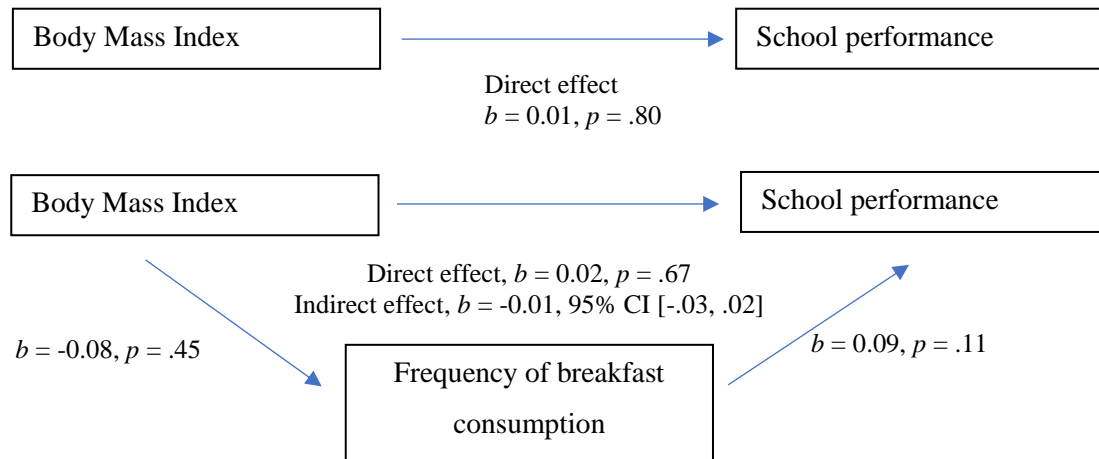 Body Mass Index
School performance
Direct effect
b = 0.01, p = .80
Body Mass Index
School performance
Direct effect, b = 0.02, p = .67
Indirect effect, b = -0.01, 95% CI [-.03, .02]
b = -0.08, p = .45
b = 0.09, p = .11
Frequency of breakfast
consumption